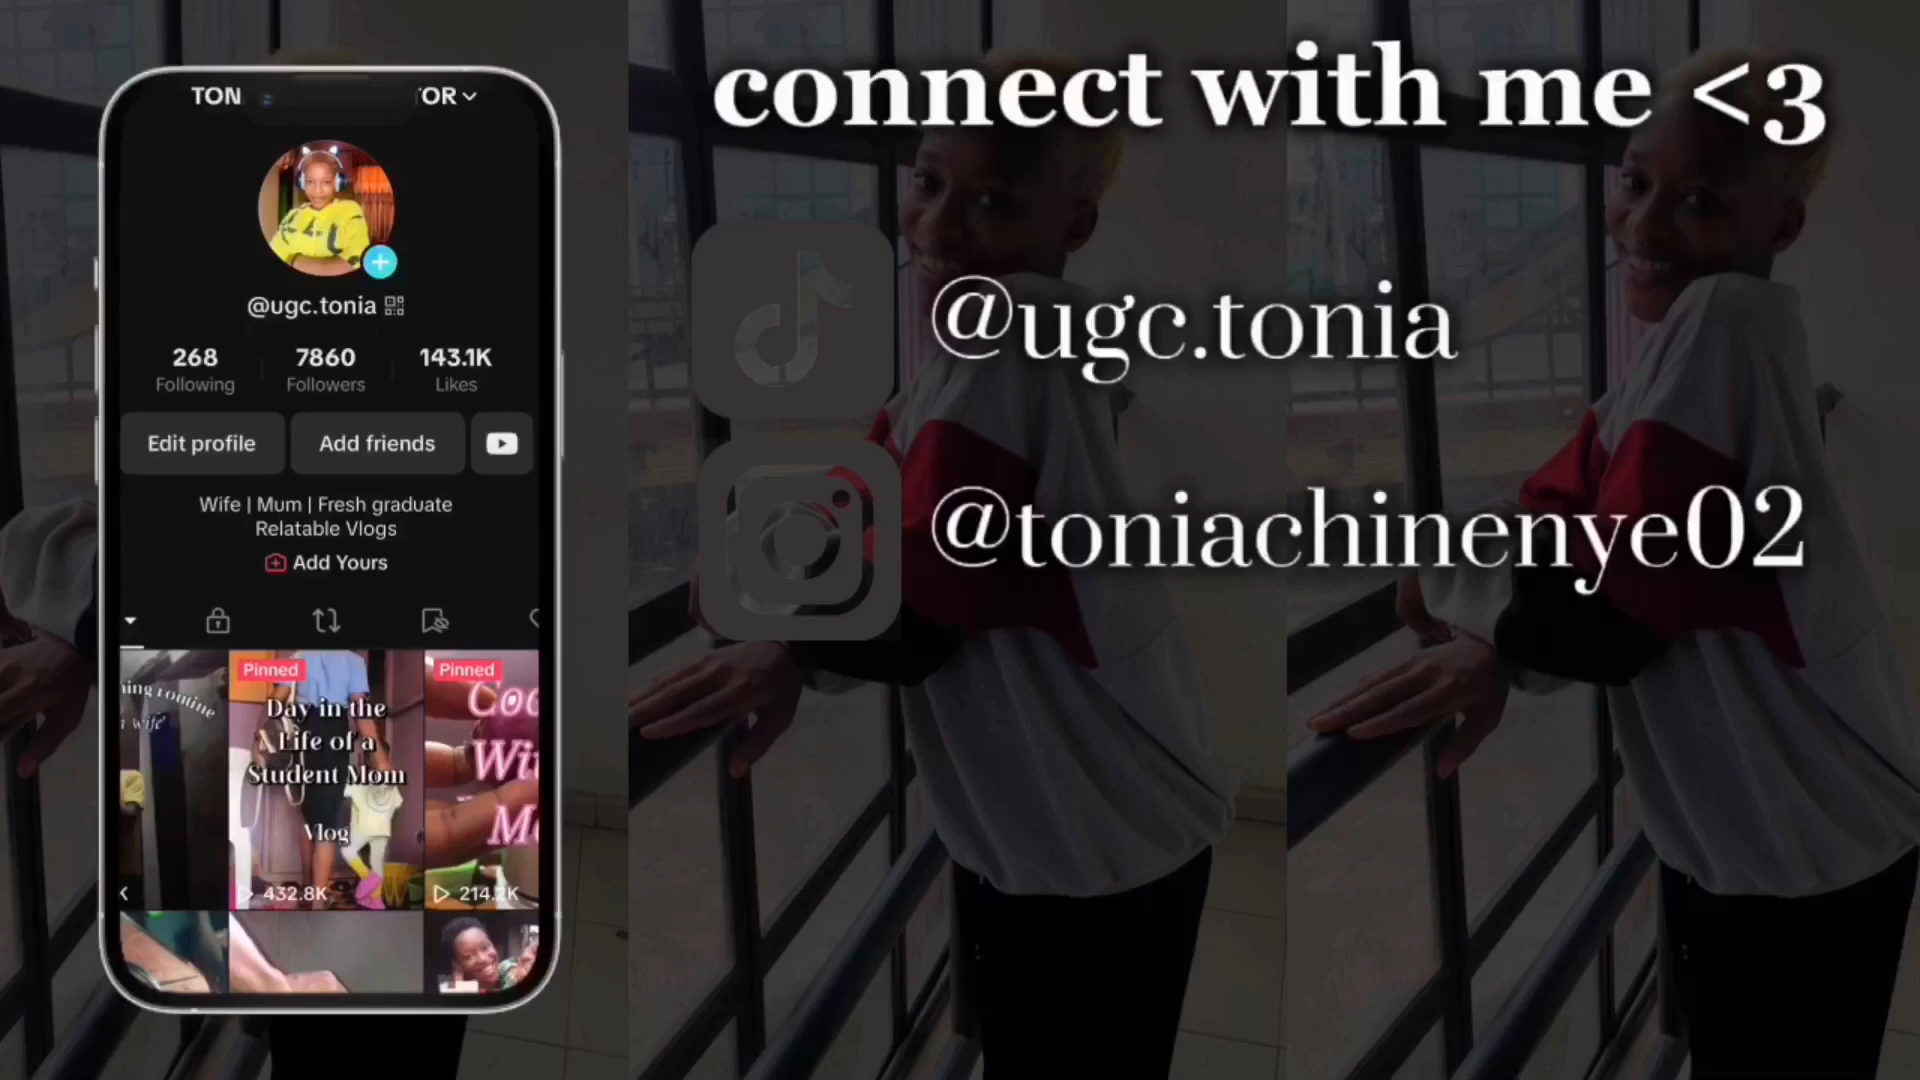 connect with me <3
@ugc.tonia
@toniachinenye02
TON
OR
@ugc.tonia
268
Following
7860
Followers
143.1K
Likes
Edit profile
Add friends
Wife | Mum | Fresh graduate
Relatable Vlogs
Add Yours
routine
wife
Pinned
Day in the
Life of a
Student Mom
Vlog
432.8K
Pinned